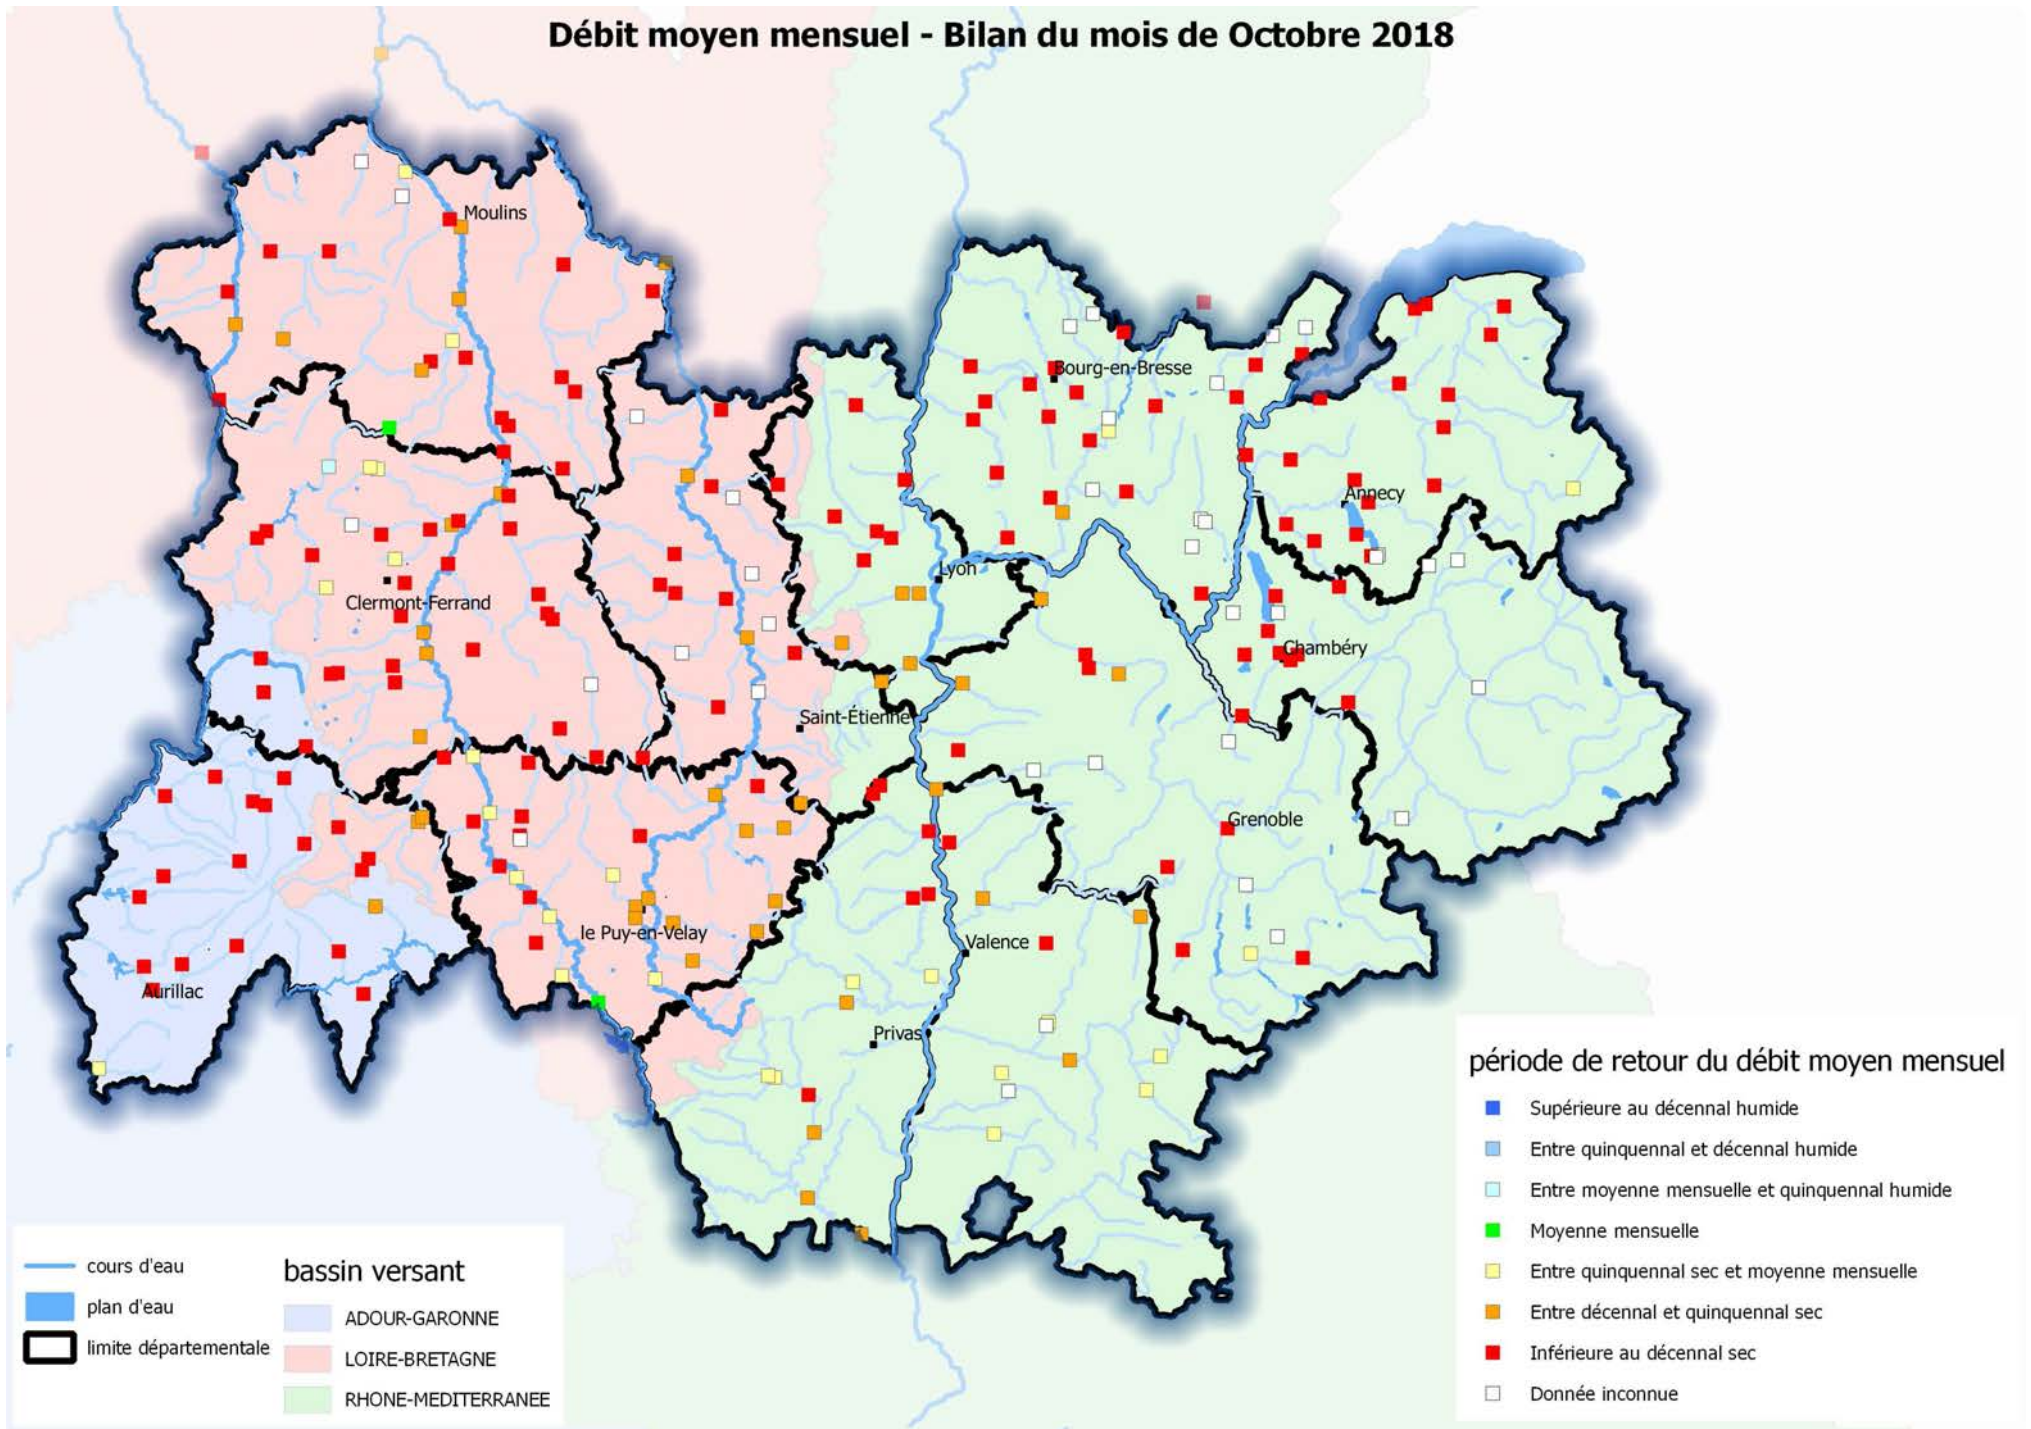 Débit moyen mensuel - Bilan du mois de Octobre 2018
Moulins
Bourg-en-Bresse
Annecy
Lyon
Clermont-Ferrand
Chambéry
Saint-Étienne
Grenoble
le Puy-en-Velay
Valence
Aurillac
Privas
cours d'eau
plan d'eau
limite départementale
bassin versant
ADOUR-GARONNE
LOIRE-BRETAGNE
RHONE-MEDITERRANEE
période de retour du débit moyen mensuel
Supérieure au décennal humide
Entre quinquennal et décennal humide
Entre moyenne mensuelle et quinquennal humide
Moyenne mensuelle
Entre quinquennal sec et moyenne mensuelle
Entre décennal et quinquennal sec
Inférieure au décennal sec
Donnée inconnue